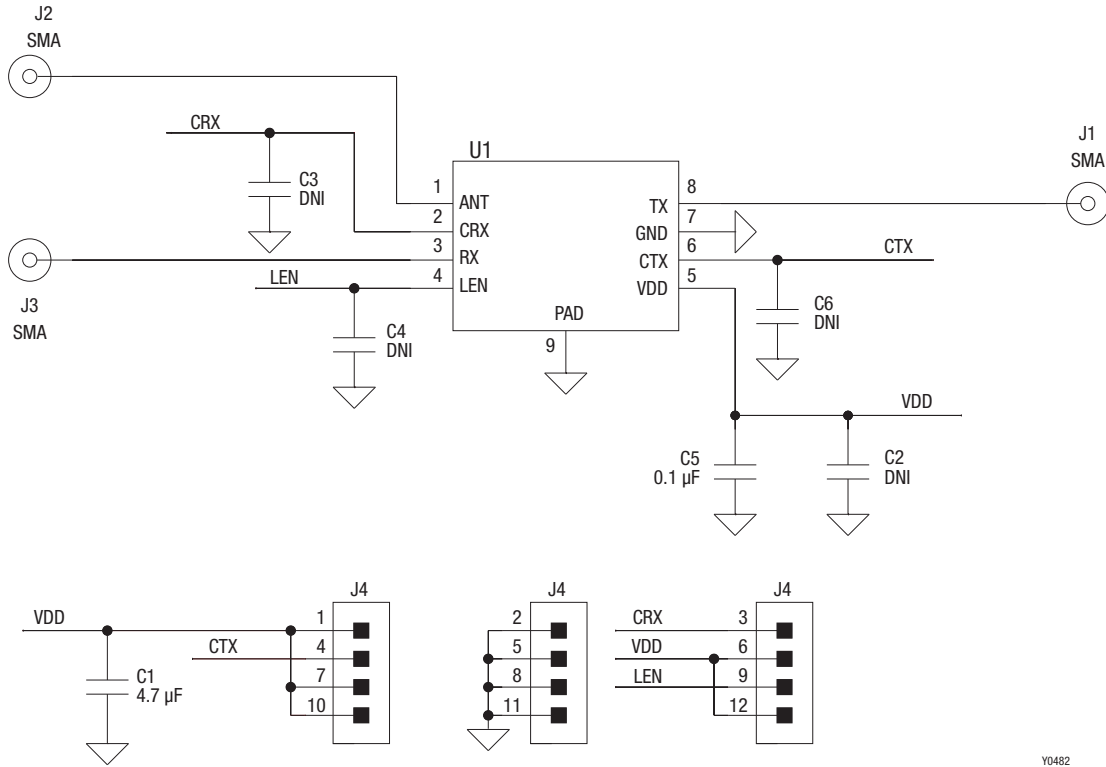 J2
SMA
CRX
J1
SMA
U1
C3
DNI
1
ANT
8
TX
2
CRX
7
GND
3
RX
6
CTX
CTX
LEN
4
LEN
5
VDD
J3
SMA
C4
DNI
PAD
9
C6
DNI
VDD
C5
0.1 µF
C2
DNI
J4
J4
J4
VDD
1
2
CRX
3
CTX
4
5
VDD
6
C1
4.7 µF
7
8
LEN
9
10
11
12
Y0482